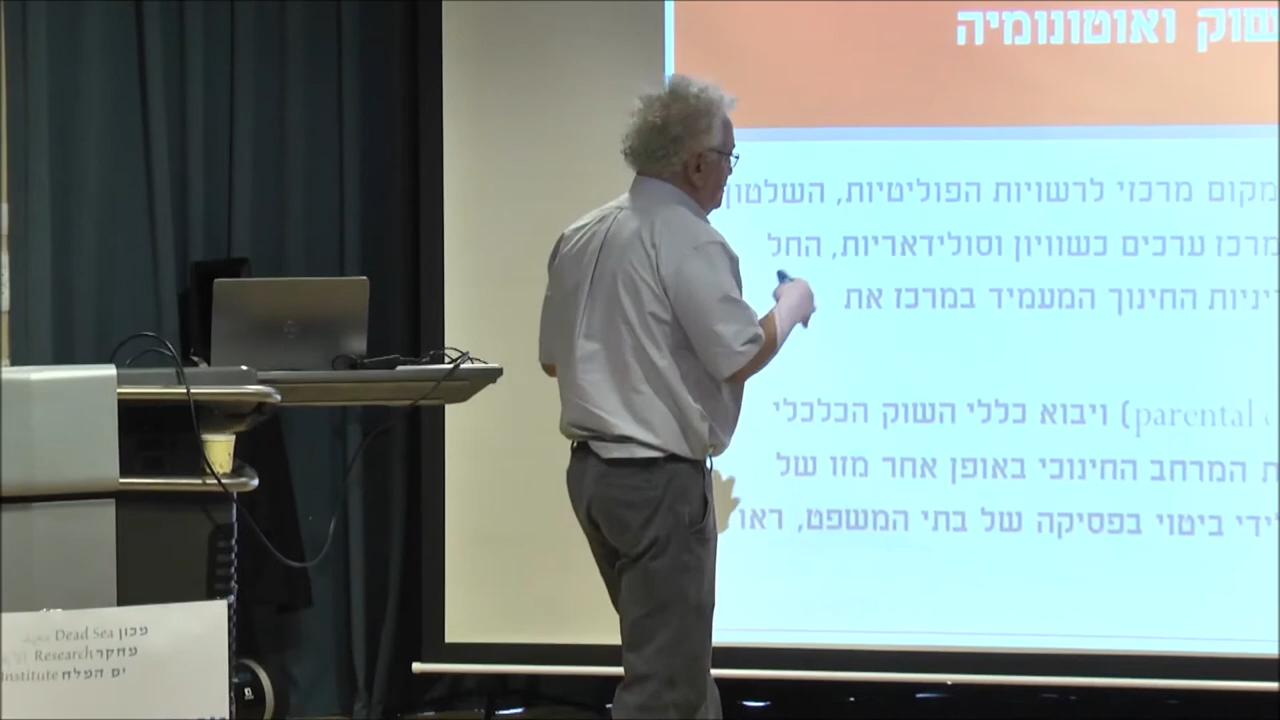 שוק ואוטונומיה
מקום מרכזי לרשויות הפוליטיות, השלטון
מרכז ערכים כשוויון וסולידאריות, החל
יניות החינוך המעמיד במרכז את
parental) ויבוא כללי השוק הכלכלי
ת המרחב החינוכי באופן אחר מזו של
לידי ביטוי בפסיקה של בתי המשפט, ראו
מכון Dead Sea
מחקר Research
ים המלח Institute